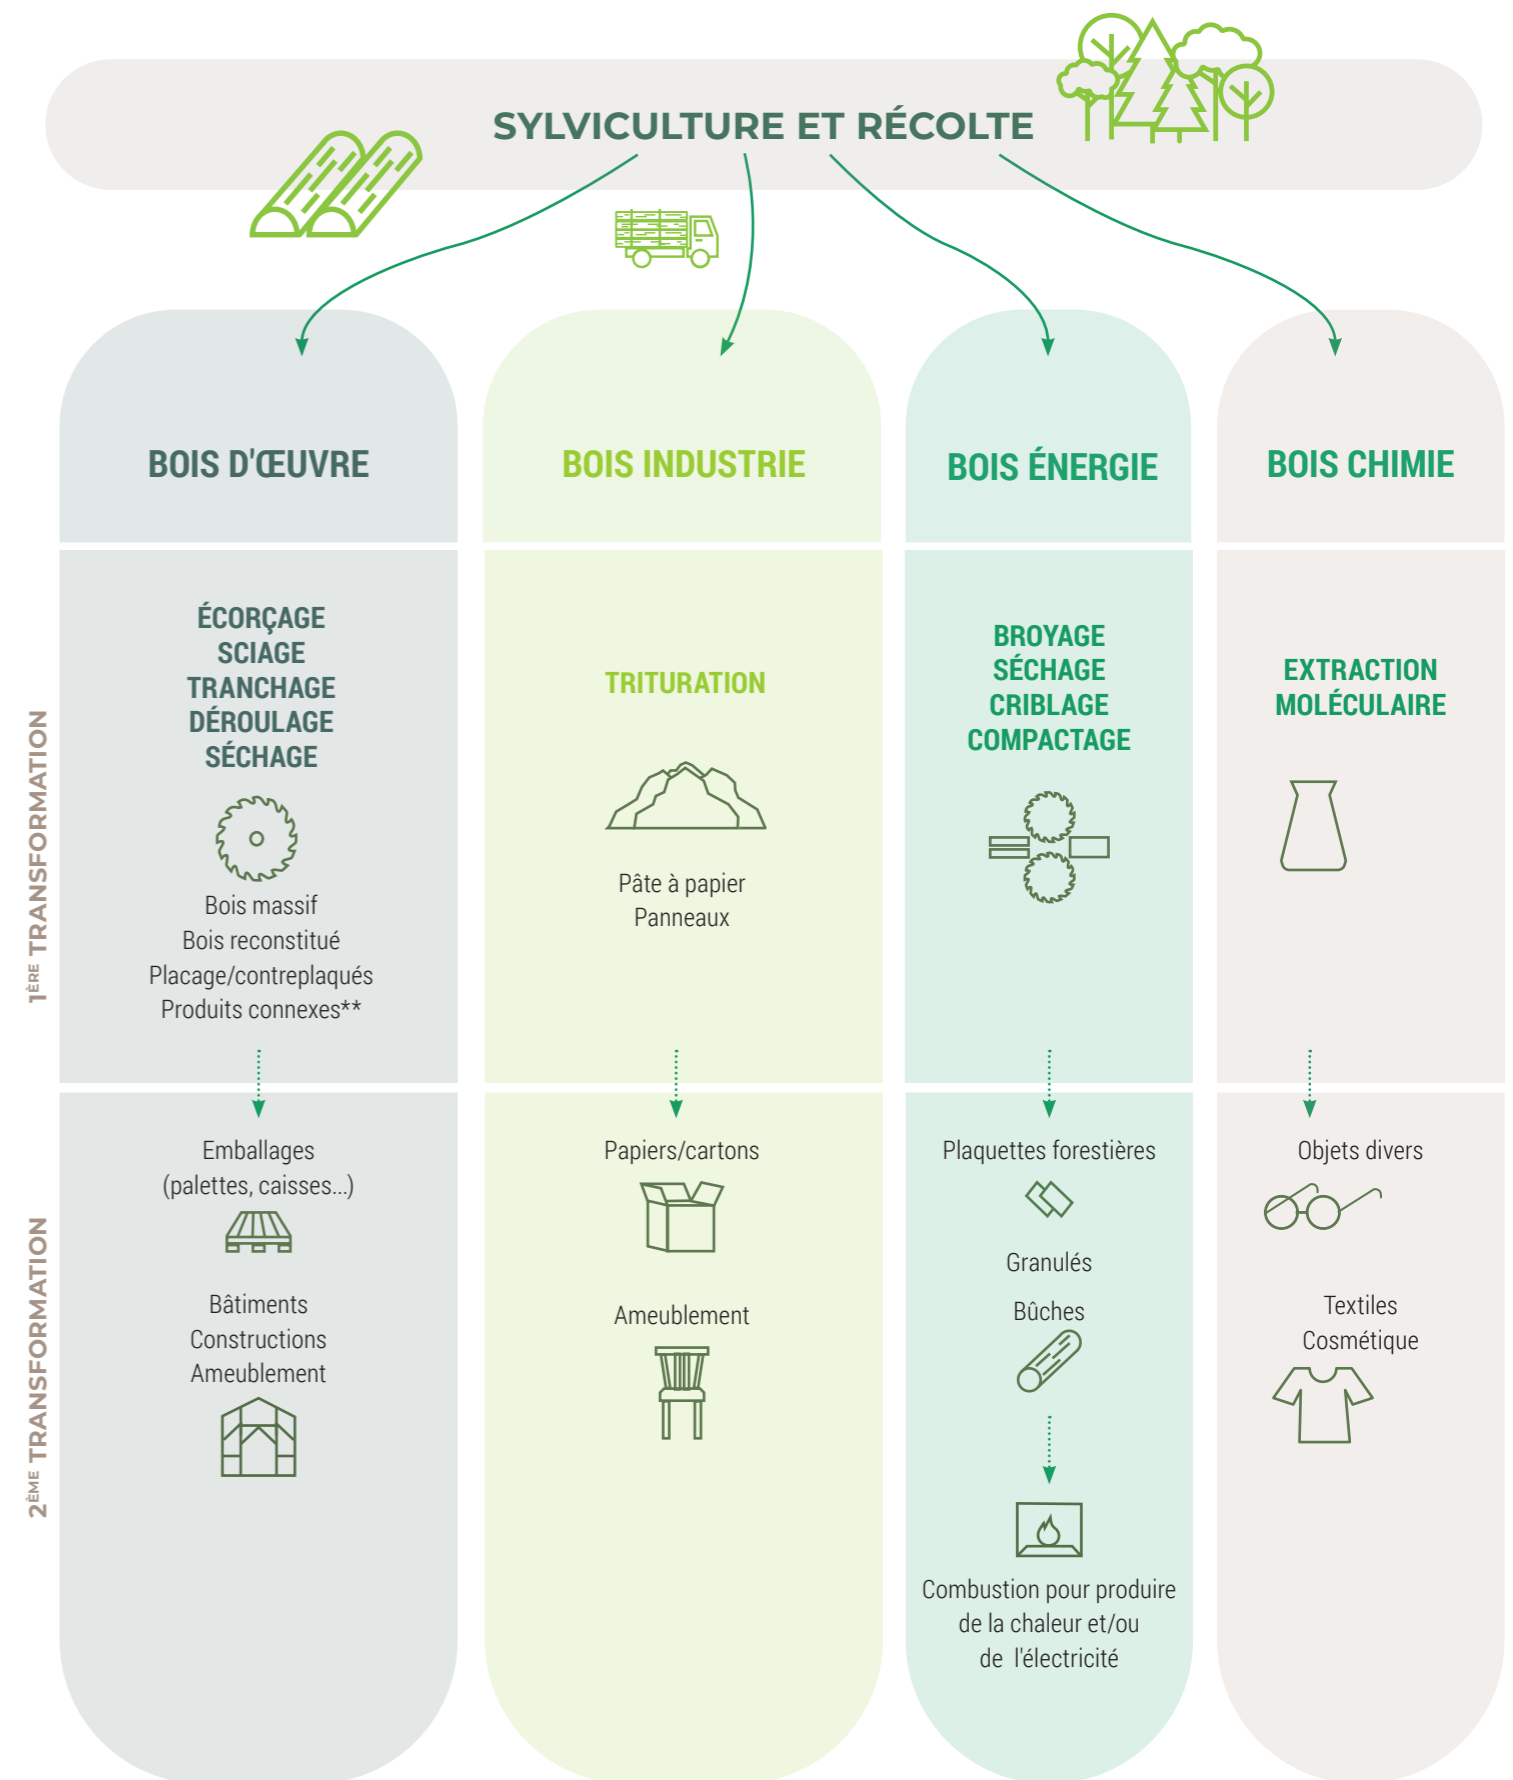 SYLVICULTURE ET RÉCOLTE
BOIS D'ŒUVRE
BOIS INDUSTRIE
BOIS ÉNERGIE
BOIS CHIMIE
1ÈRE TRANSFORMATION
ÉCORÇAGE
SCIAGE
TRANCHAGE
DÉROULAGE
SÉCHAGE
Bois massif
Bois reconstitué
Placage/contreplaqués
Produits connexes**
TRITURATION
Pâte à papier
Panneaux
BROYAGE
SÉCHAGE
CRIBLAGE
COMPACTAGE
EXTRACTION
MOLÉCULAIRE
2ÈME TRANSFORMATION
Emballages
(palettes, caisses...)
Bâtiments
Constructions
Ameublement
Papiers/cartons
Ameublement
Plaquettes forestières
Granulés
Bûches
Combustion pour produire
de la chaleur et/ou
de l'électricité
Objets divers
Textiles
Cosmétique